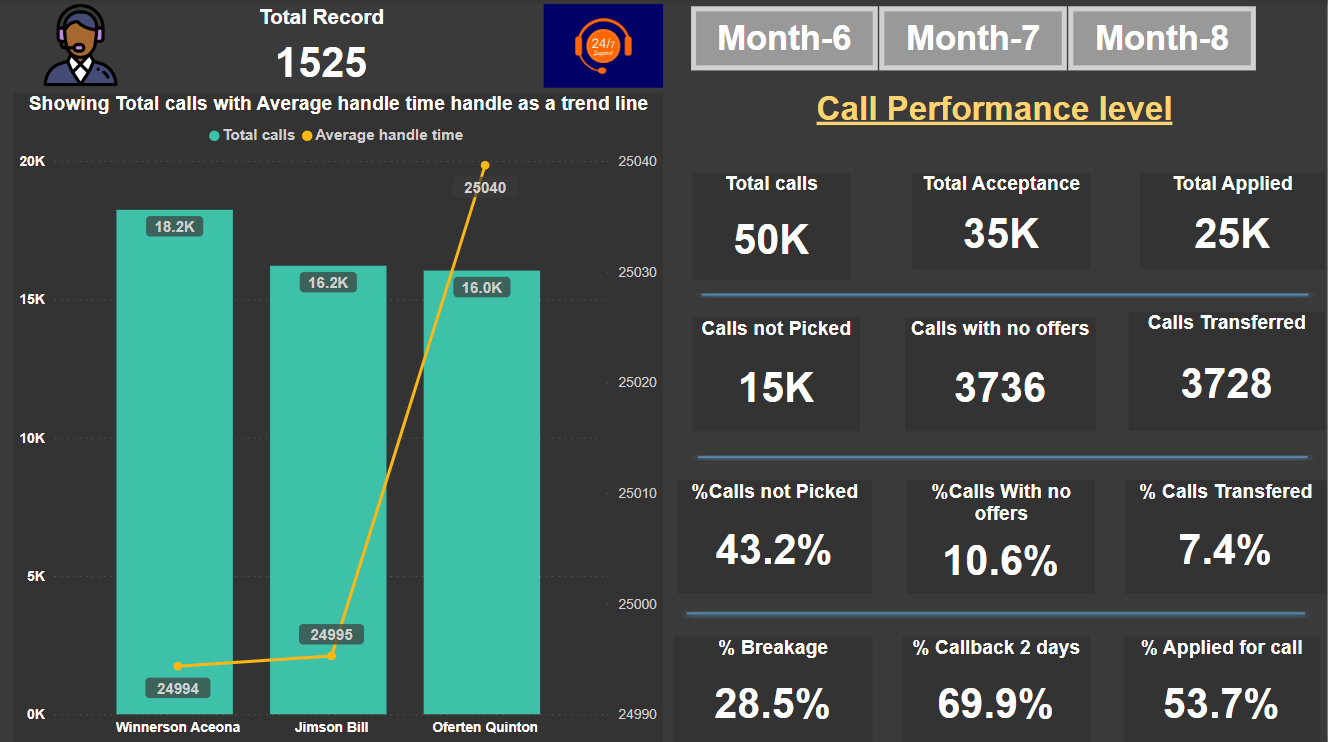 Total Record
1525
24/7
Support
Month-6
Month-7
Month-8
Showing Total calls with Average handle time handle as a trend line
Total calls
Average handle time
20K
15K
10K
5K
0K
25040
25030
25020
25010
25000
24990
18.2K
16.2K
16.0K
24994
24995
25040
Winnerson Aceona
Jimson Bill
Oferten Quinton
Call Performance level
Total calls
50K
Total Acceptance
35K
Total Applied
25K
Calls not Picked
15K
Calls with no offers
3736
Calls Transferred
3728
%Calls not Picked
43.2%
%Calls With no
offers
10.6%
% Calls Transfered
7.4%
% Breakage
28.5%
% Callback 2 days
69.9%
% Applied for call
53.7%